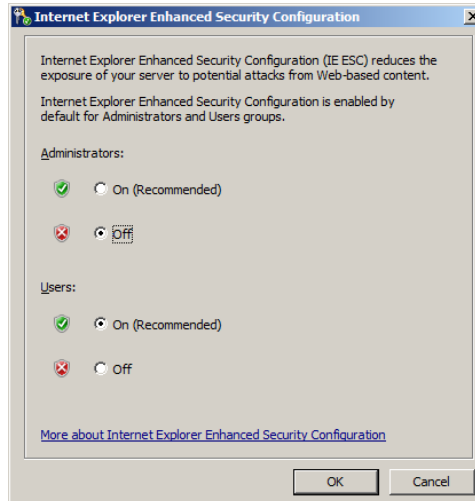 Internet Explorer Enhanced Security Configuration
Internet Explorer Enhanced Security Configuration (IE ESC) reduces the
exposure of your server to potential attacks from Web-based content.
Internet Explorer Enhanced Security Configuration is enabled by
default for Administrators and Users groups.
Administrators:
On (Recommended)
Off
Users:
On (Recommended)
Off
More about Internet Explorer Enhanced Security Configuration
OK Cancel